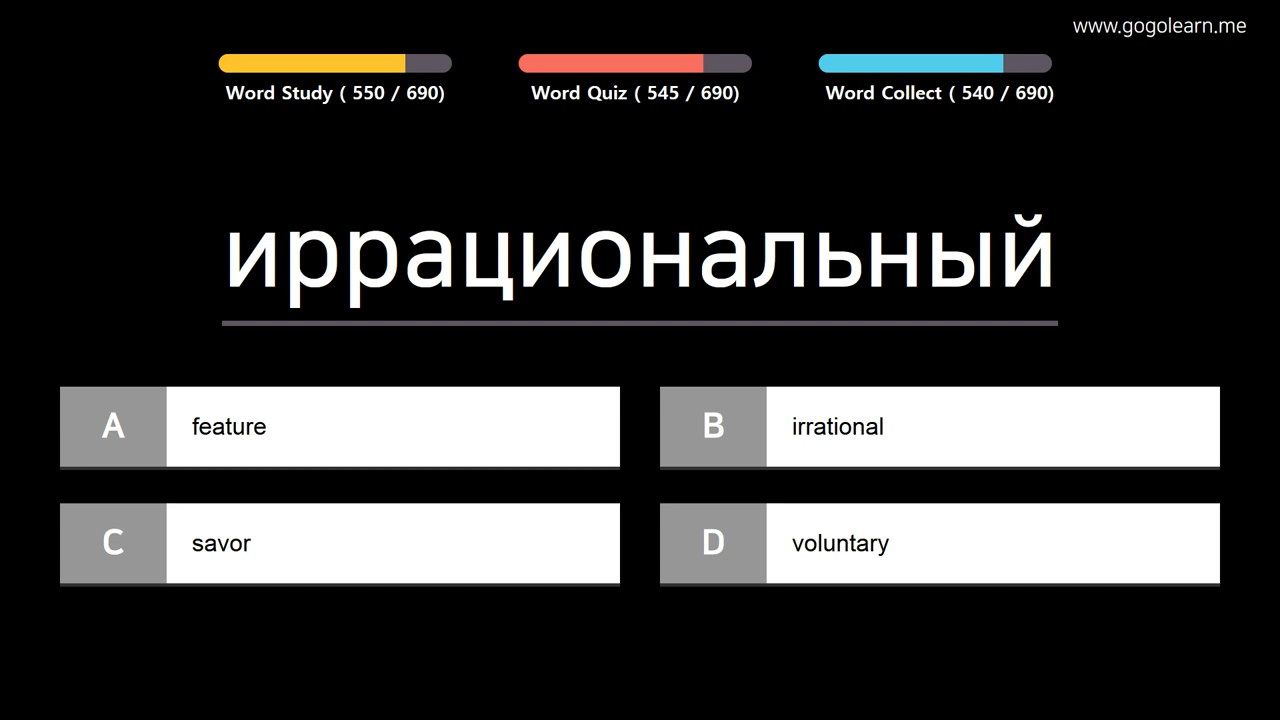 www.gogolearn.me
Word Study ( 550 / 690)
Word Quiz ( 545 / 690)
Word Collect ( 540 / 690)
иррациональный
A feature
B irrational
C savor
D voluntary